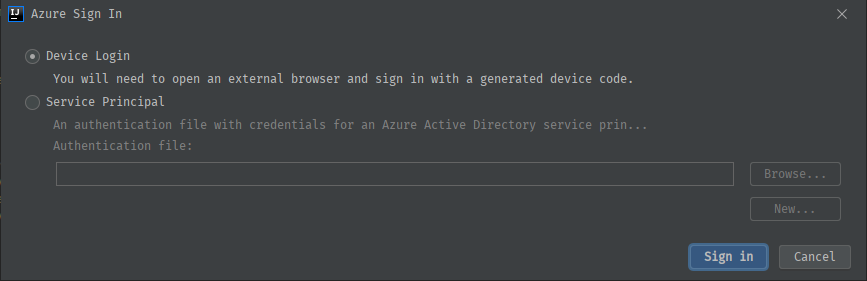 IJ Azure Sign In
Device Login
You will need to open an external browser and sign in with a generated device code.
Service Principal
An authentication file with credentials for an Azure Active Directory service prin...
Authentication file:
Browse...
New...
Sign in Cancel